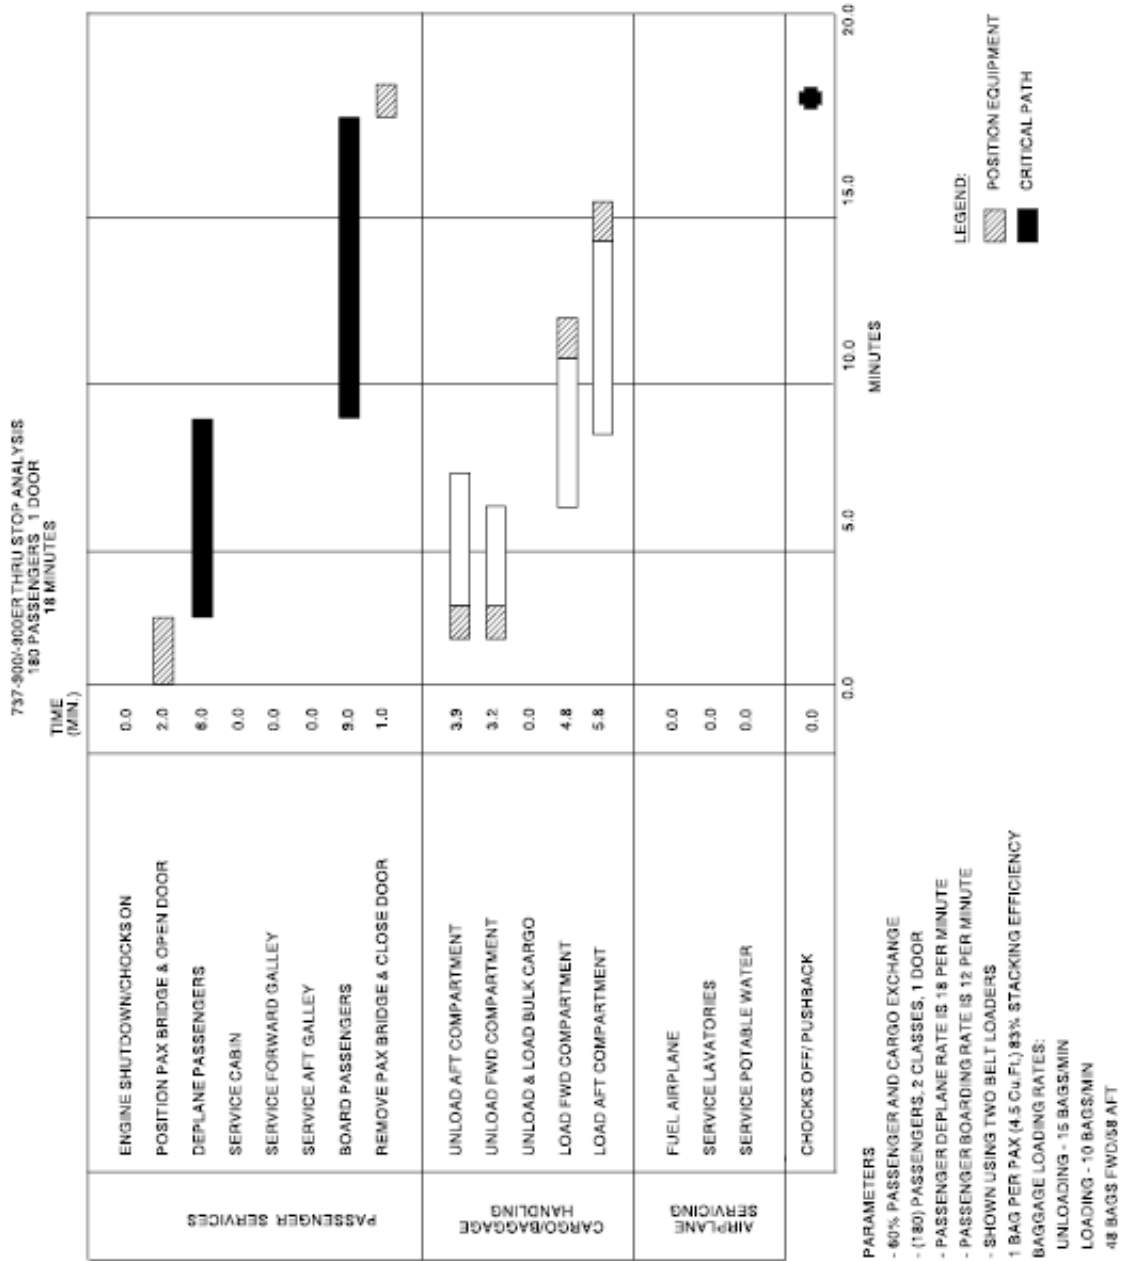 737-900/-900ER THRU STOP ANALYSIS
180 PASSENGERS 1 DOOR
18 MINUTES
TIME
(MIN.)
PASSENGER SERVICES
ENGINE SHUTDOWN/CHOCKS ON 0.0
POSITION PAX BRIDGE & OPEN DOOR 2.0
DEPLANE PASSENGERS 6.0
SERVICE CABIN 0.0
SERVICE FORWARD GALLEY 0.0
SERVICE AFT GALLEY 0.0
BOARD PASSENGERS 9.0
REMOVE PAX BRIDGE & CLOSE DOOR 1.0
CARGO/BAGGAGE
HANDLING
UNLOAD AFT COMPARTMENT 3.9
UNLOAD FWD COMPARTMENT 3.2
UNLOAD & LOAD BULK CARGO 0.0
LOAD FWD COMPARTMENT 4.8
LOAD AFT COMPARTMENT 5.8
AIRPLANE
SERVICING
FUEL AIRPLANE 0.0
SERVICE LAVATORIES 0.0
SERVICE POTABLE WATER 0.0
CHOCKS OFF/ PUSHBACK 0.0
0.0 5.0 10.0 15.0 20.0
MINUTES
PARAMETERS
- 60% PASSENGER AND CARGO EXCHANGE
- (180) PASSENGERS, 2 CLASSES, 1 DOOR
- PASSENGER DEPLANE RATE IS 18 PER MINUTE
- PASSENGER BOARDING RATE IS 12 PER MINUTE
- SHOWN USING TWO BELT LOADERS
1 BAG PER PAX (4.5 Cu.Ft.) 83% STACKING EFFICIENCY
BAGGAGE LOADING RATES:
UNLOADING - 15 BAGS/MIN
LOADING - 10 BAGS/MIN
48 BAGS FWD/58 AFT
LEGEND:
POSITION EQUIPMENT
CRITICAL PATH